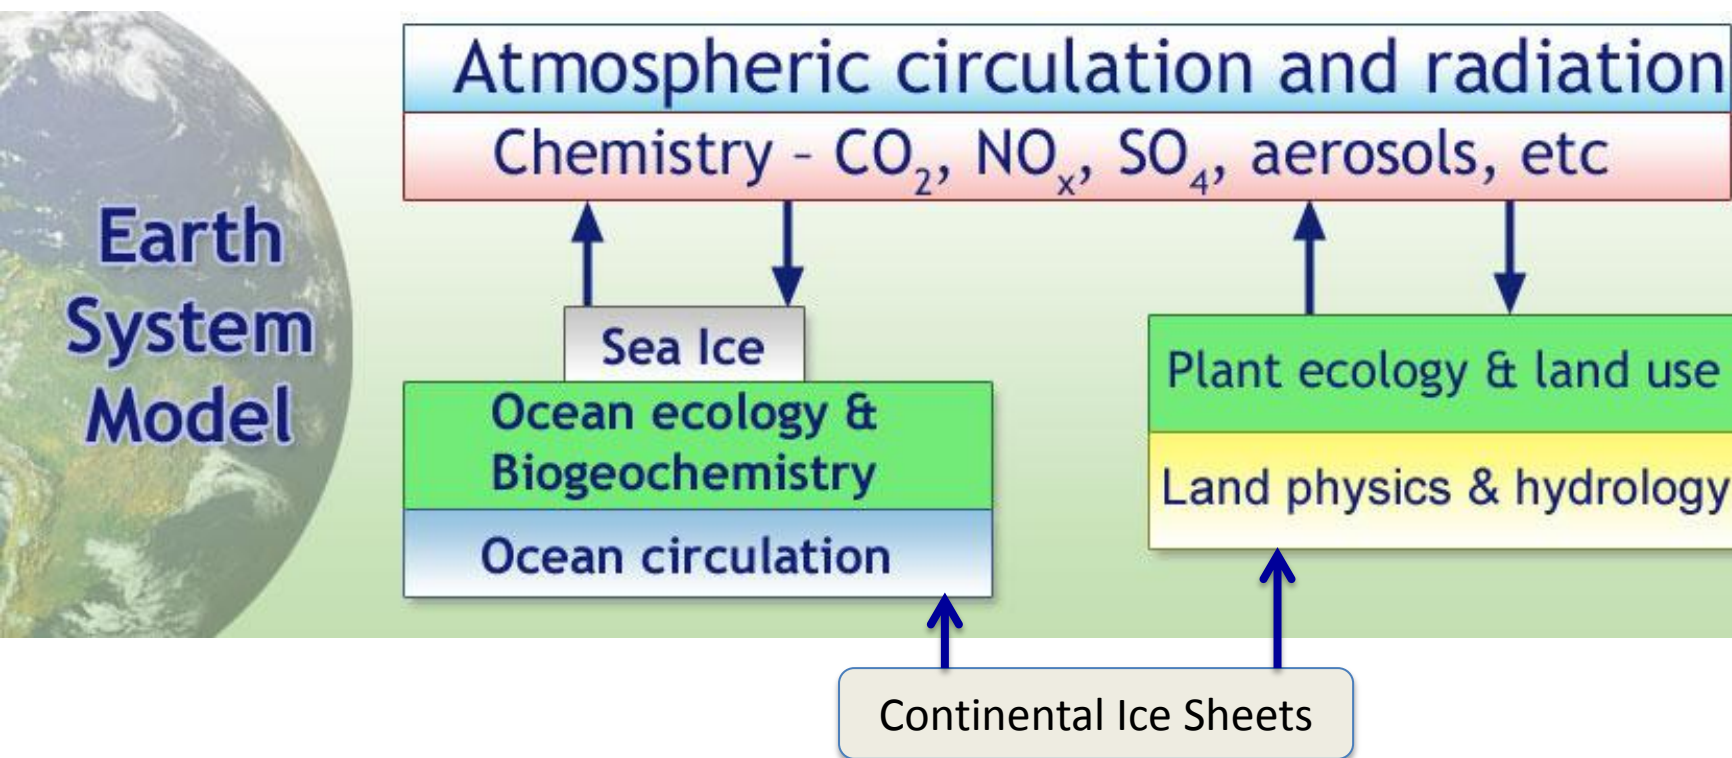 Earth
System
Model
Atmospheric circulation and radiation
Chemistry – CO₂, NOₓ, SO₄, aerosols, etc
Sea Ice
Ocean ecology &
Biogeochemistry
Ocean circulation
Plant ecology & land use
Land physics & hydrology
Continental Ice Sheets